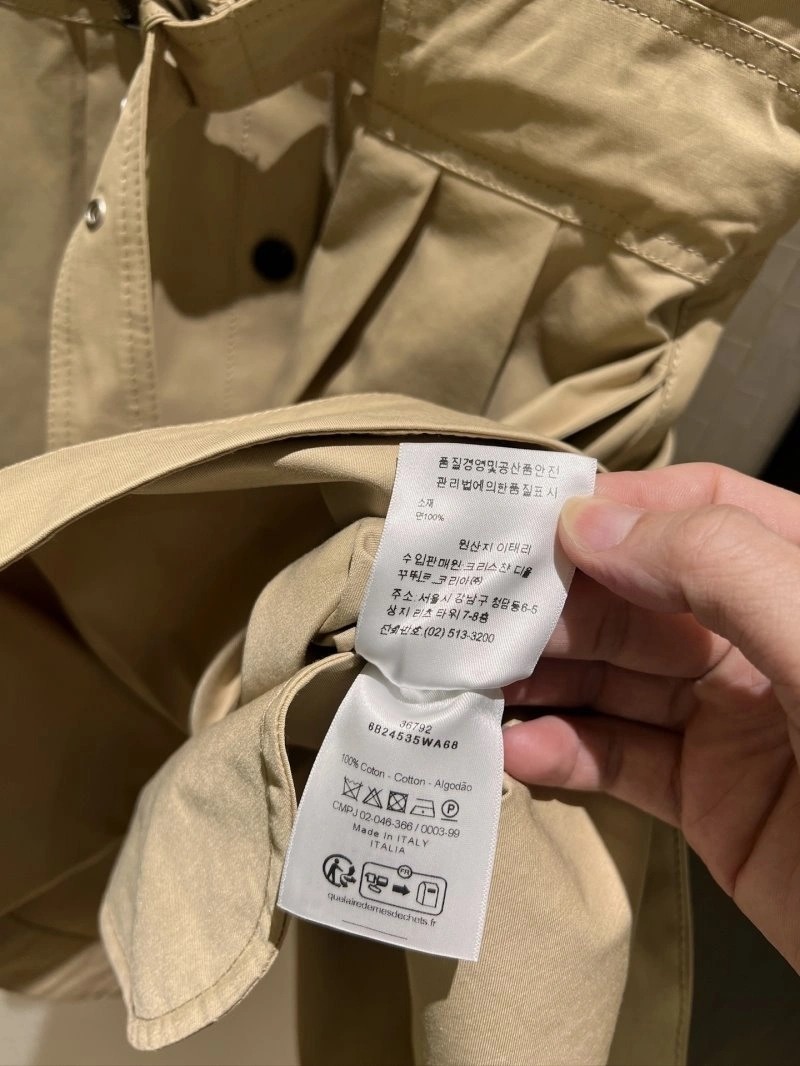 품질경영및공산품안전
관리법에의한품질표시
소재
면100%
원산지 이태리
수입판매원:크리스챤 디올
꾸뛰르 코리아㈜
주소: 서울시 강남구 청담동6-5
상지 리츠 타워 7-8층
전화번호:(02) 513-3200
36792
6824535WA68
100% Coton - Cotton - Algodão
P
CMPJ 02-046-366 / 0003-99
Made in ITALY
ITALIA
FR
quefairedemesdechets.fr